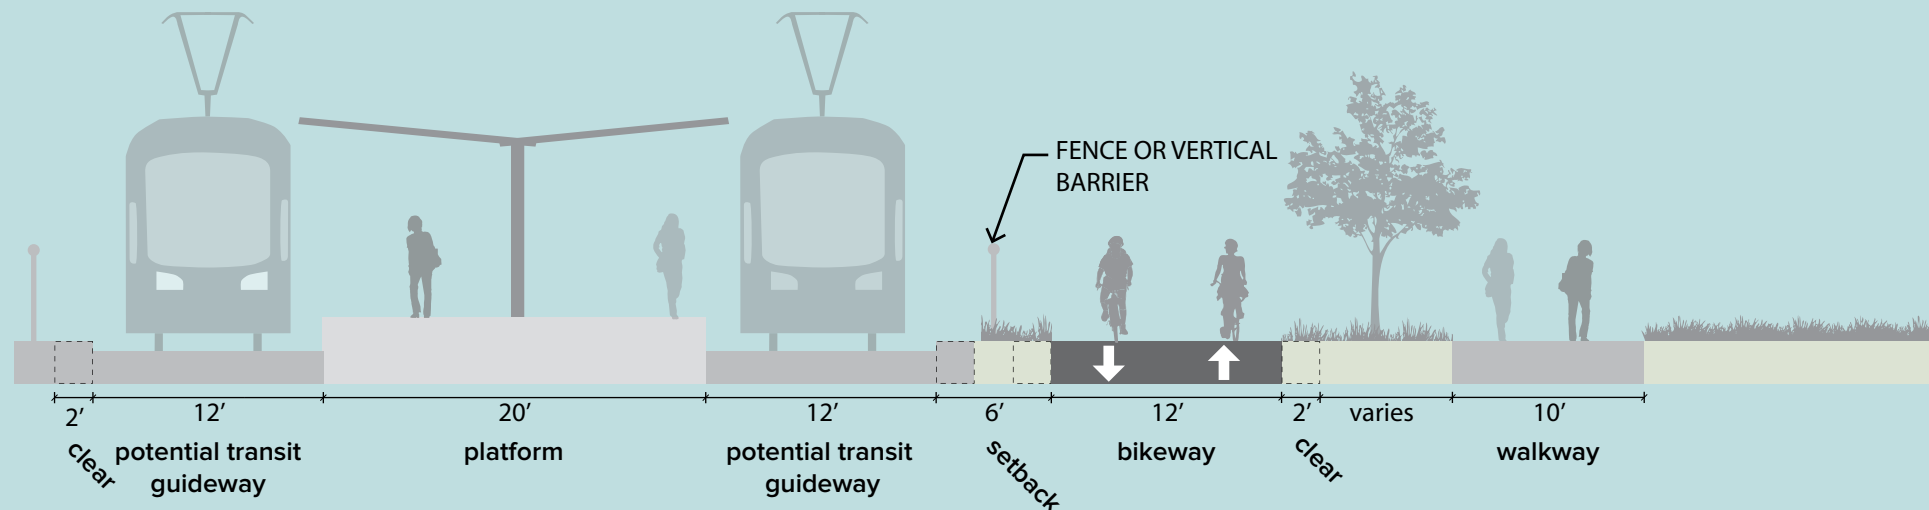 FENCE OR VERTICAL
BARRIER
2’
12’
20’
12’
6’
12’
2’
varies
10’
clear
potential transit
guideway
platform
potential transit
guideway
setback
bikeway
clear
walkway